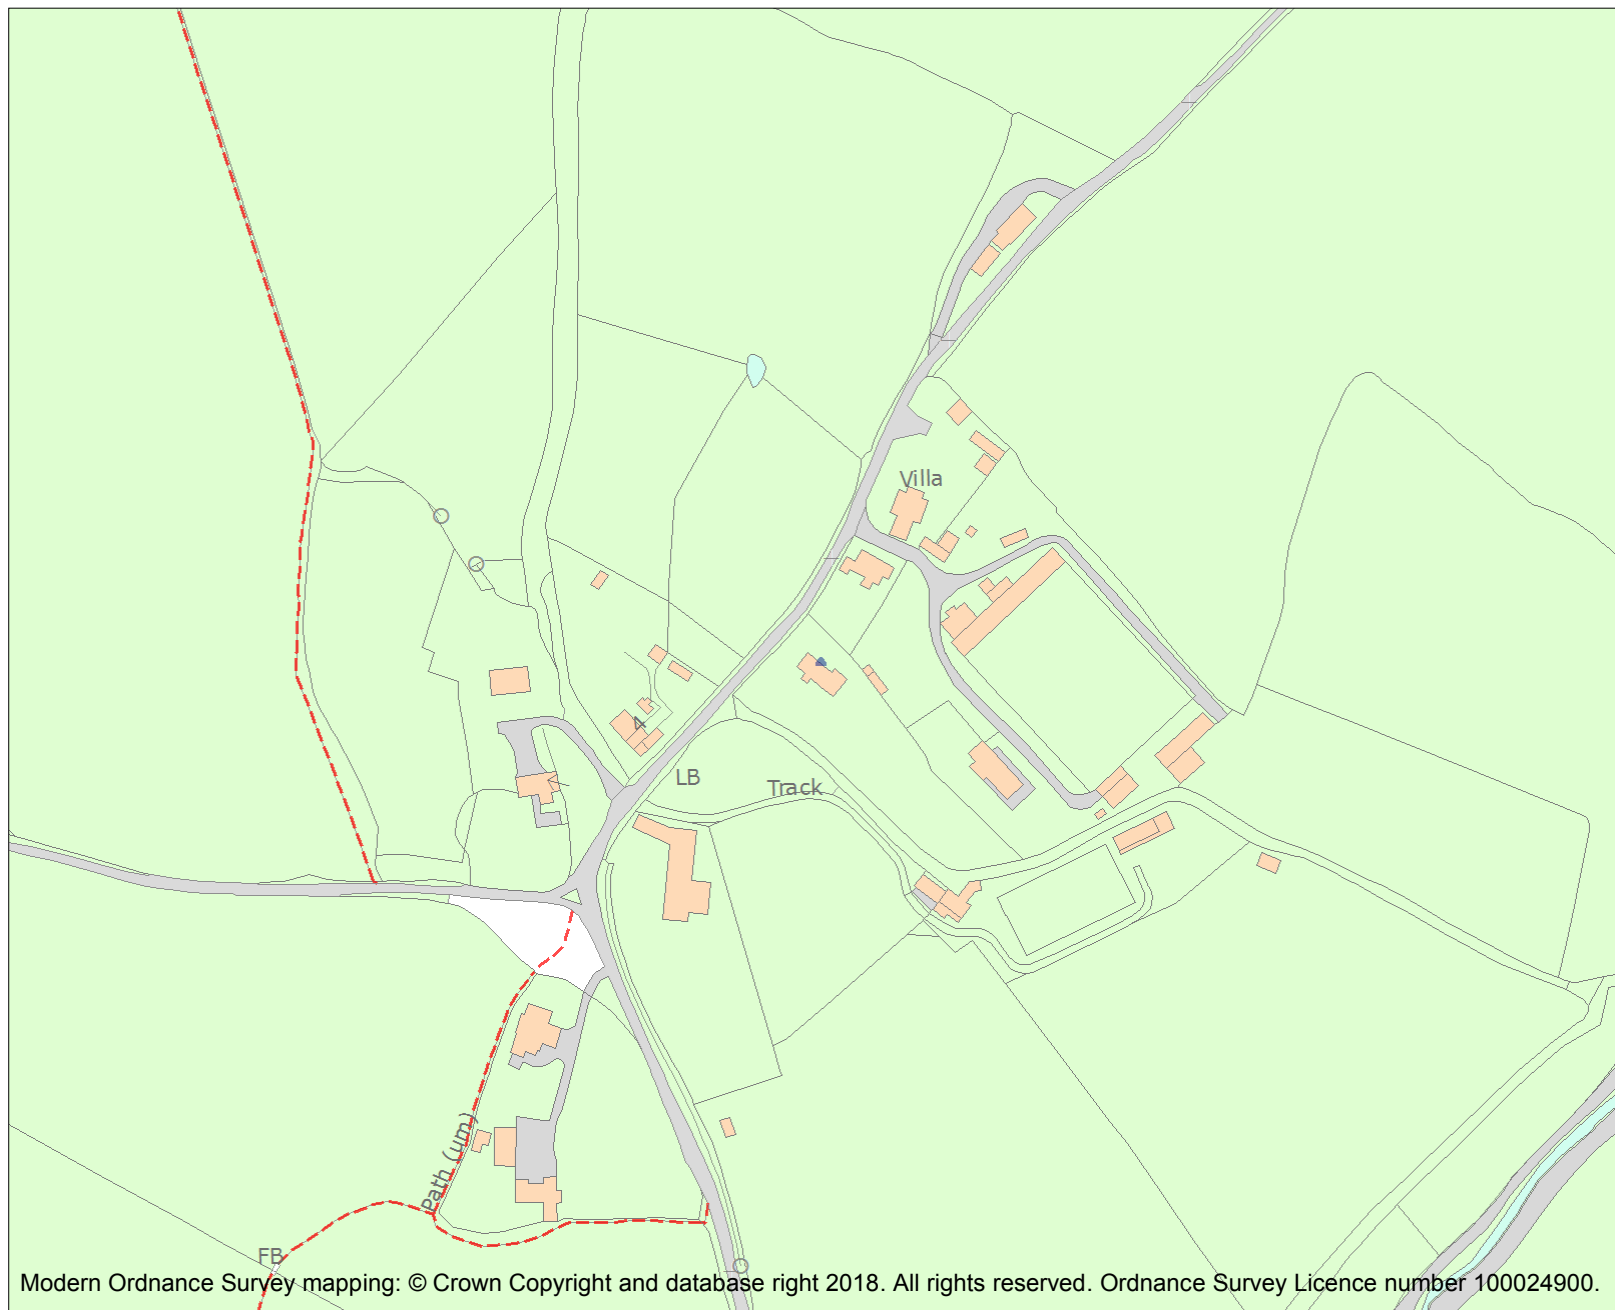 Villa
4
LB
Track
Path (um)
FB
Modern Ordnance Survey mapping: © Crown Copyright and database right 2018. All rights reserved. Ordnance Survey Licence number 100024900.